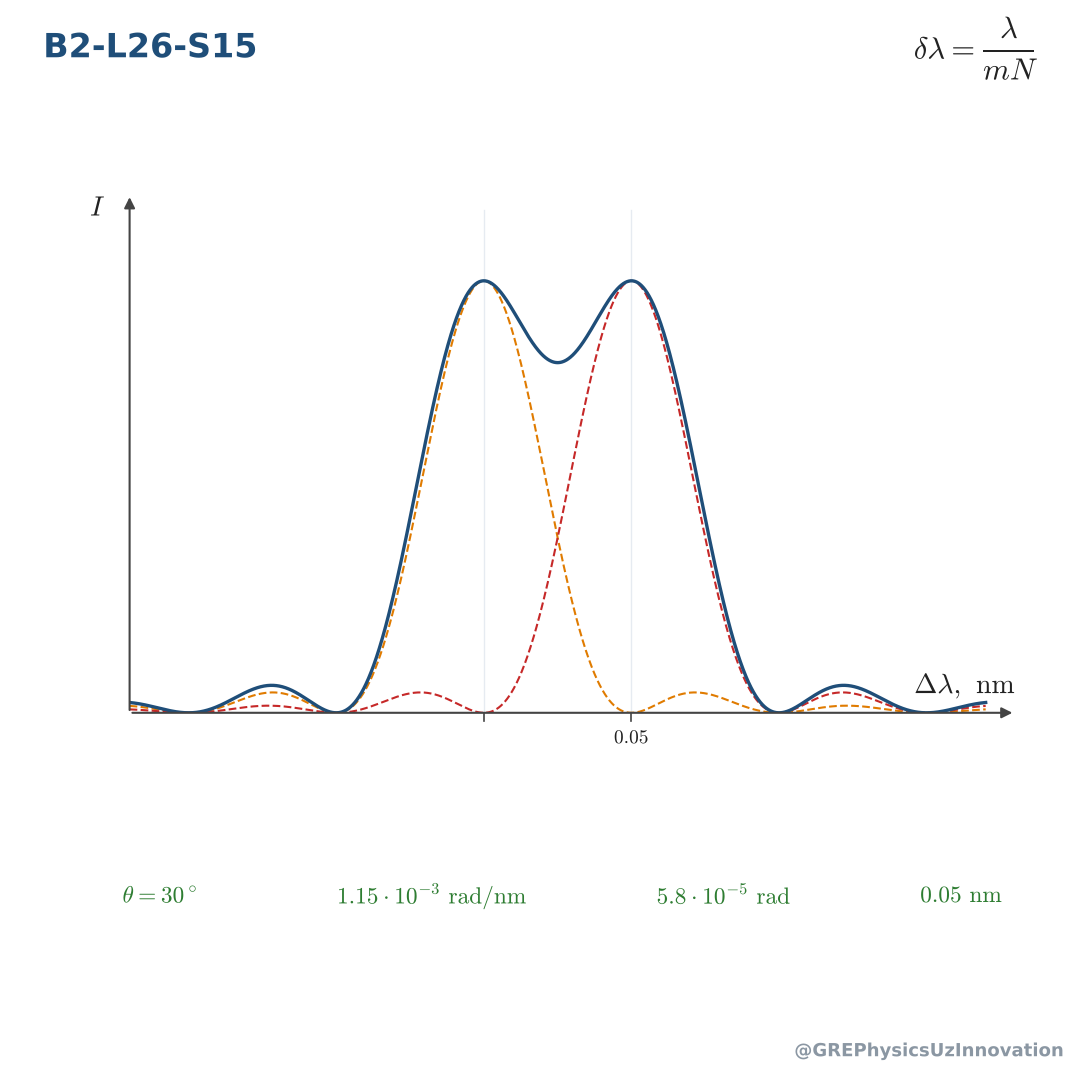 B2-L26-S15
δλ = λ/mN
I
Δλ, nm
0.05
θ = 30° 1.15 · 10⁻³ rad/nm 5.8 · 10⁻⁵ rad 0.05 nm
@GREPhysicsUzInnovation